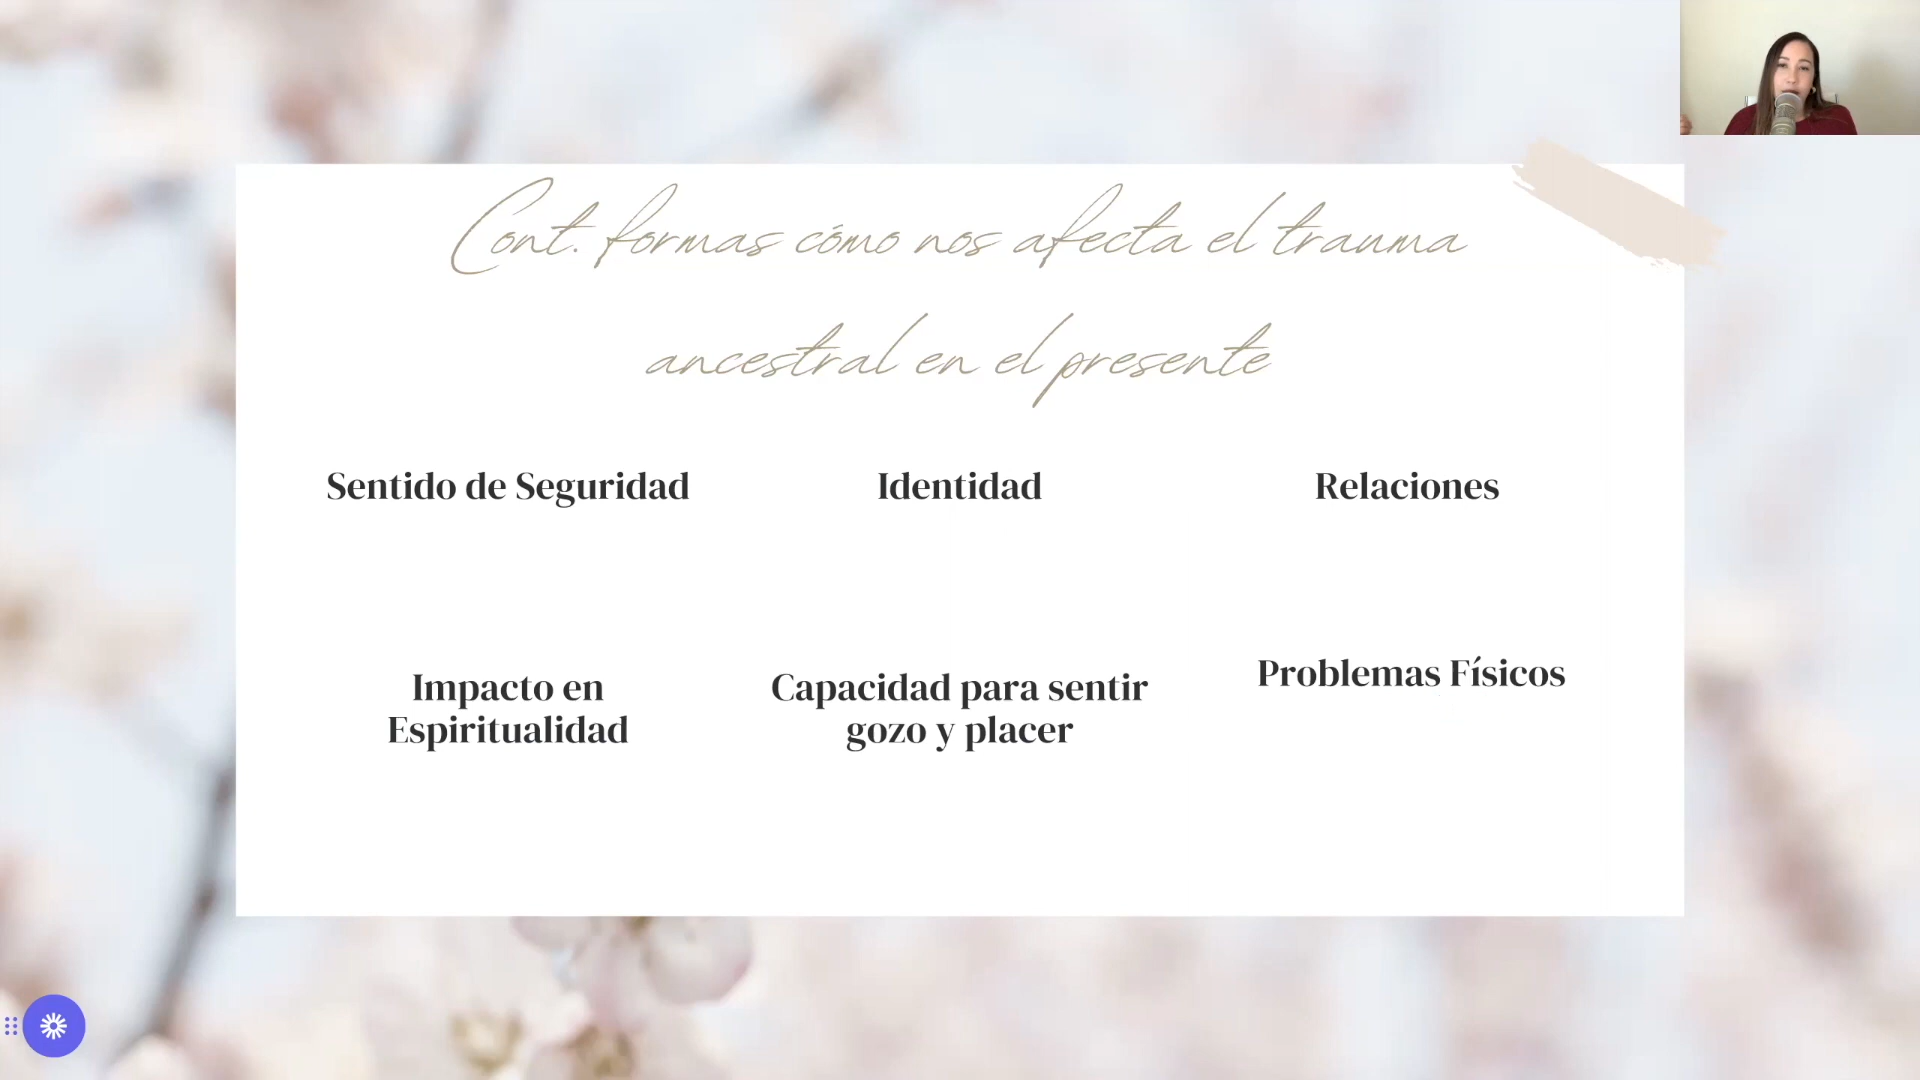 Cont. formas cómo nos afecta el trauma
ancestral en el presente
Sentido de Seguridad
Identidad
Relaciones
Impacto en
Espiritualidad
Capacidad para sentir
gozo y placer
Problemas Físicos